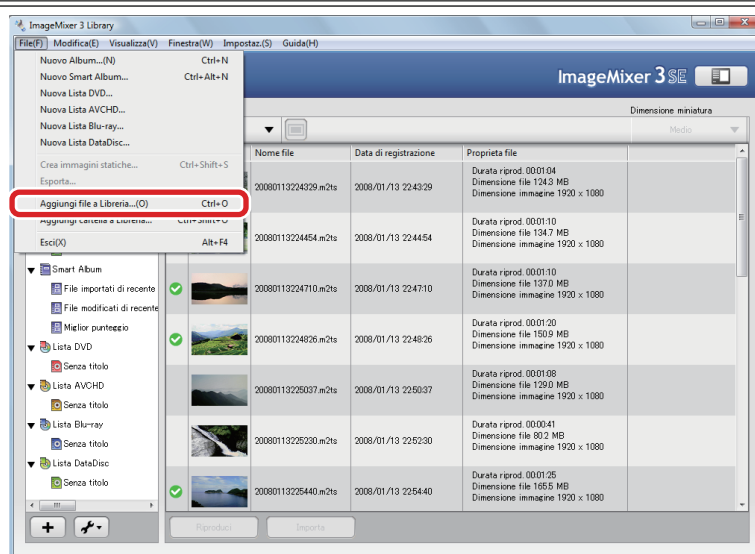 ImageMixer 3 Library
File(F) Modifica(E) Visualizza(V) Finestra(W) Impostaz.(S) Guida(H)
Nuovo Album...(N) Ctrl+N
Nuovo Smart Album... Ctrl+Alt+N
Nuova Lista DVD...
Nuova Lista AVCHD...
Nuova Lista Blu-ray...
Nuova Lista DataDisc...
Crea immagini statiche... Ctrl+Shift+S
Esporta...
Aggiungi file a Libreria...(O) Ctrl+O
Aggiungi cartella a Libreria... Ctrl+Shift+O
Esci(X) Alt+F4
ImageMixer 3 SE
Dimensione miniatura
Medio
Nome file Data di registrazione Proprieta file
20080113224329.m2ts 2008/01/13 22:43:29
Durata riprod. 00:01:04
Dimensione file 124.3 MB
Dimensione immagine 1920 x 1080
20080113224454.m2ts 2008/01/13 22:44:54
Durata riprod. 00:01:10
Dimensione file 134.7 MB
Dimensione immagine 1920 x 1080
20080113224710.m2ts 2008/01/13 22:47:10
Durata riprod. 00:01:10
Dimensione file 137.0 MB
Dimensione immagine 1920 x 1080
20080113224826.m2ts 2008/01/13 22:48:26
Durata riprod. 00:01:20
Dimensione file 150.9 MB
Dimensione immagine 1920 x 1080
20080113225037.m2ts 2008/01/13 22:50:37
Durata riprod. 00:01:08
Dimensione file 129.0 MB
Dimensione immagine 1920 x 1080
20080113225230.m2ts 2008/01/13 22:52:30
Durata riprod. 00:00:41
Dimensione file 80.2 MB
Dimensione immagine 1920 x 1080
20080113225440.m2ts 2008/01/13 22:54:40
Durata riprod. 00:01:25
Dimensione file 165.5 MB
Dimensione immagine 1920 x 1080
Smart Album
File importati di recente
File modificati di recente
Miglior punteggio
Lista DVD
Senza titolo
Lista AVCHD
Senza titolo
Lista Blu-ray
Senza titolo
Lista DataDisc
Senza titolo
Riproduci Importa